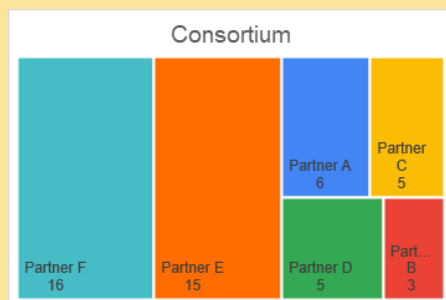 Consortium
Partner F
16
Partner E
15
Partner A
6
Partner
C
5
Partner D
5
Part...
B
3